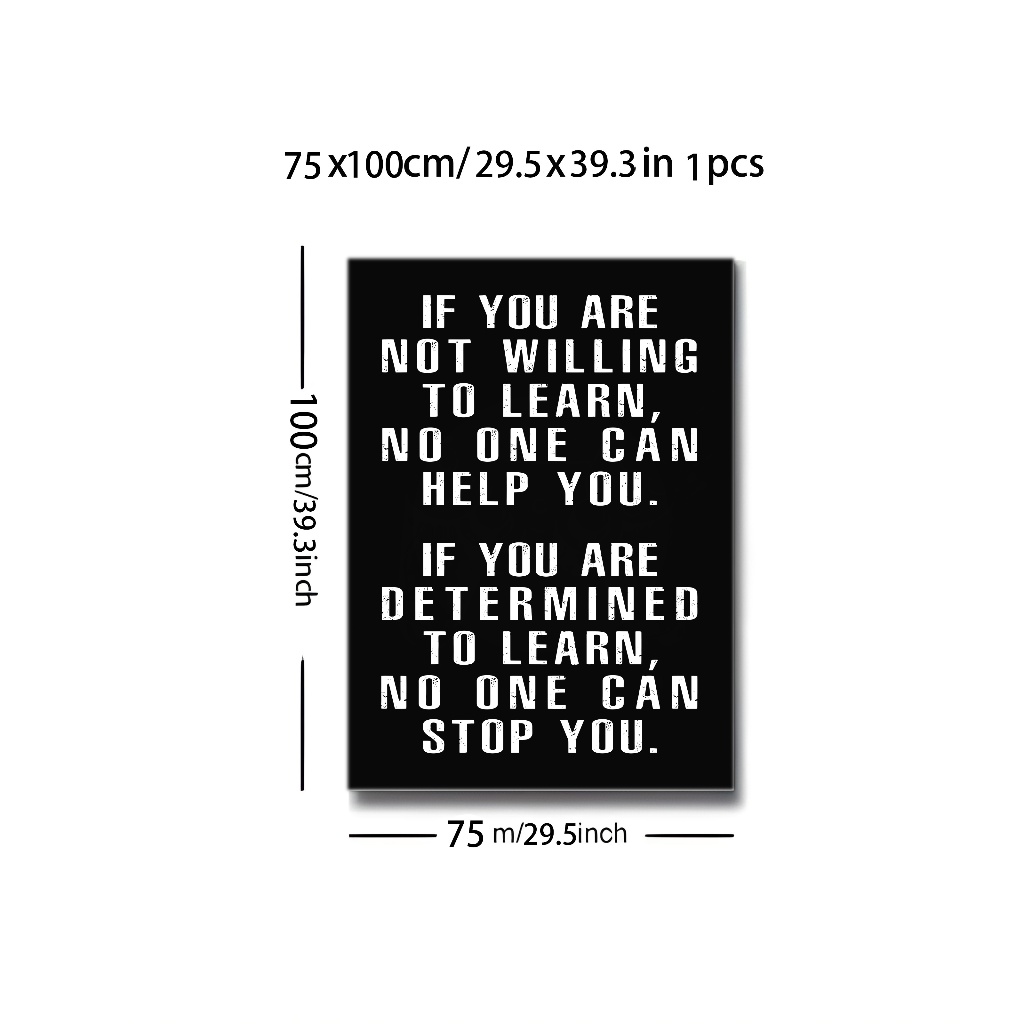 75x100cm/29.5x39.3in 1pcs
IF YOU ARE
NOT WILLING
TO LEARN,
NO ONE CAN
HELP YOU.
IF YOU ARE
DETERMINED
TO LEARN,
NO ONE CAN
STOP YOU.
100cm/39.3inch
75 m/29.5inch